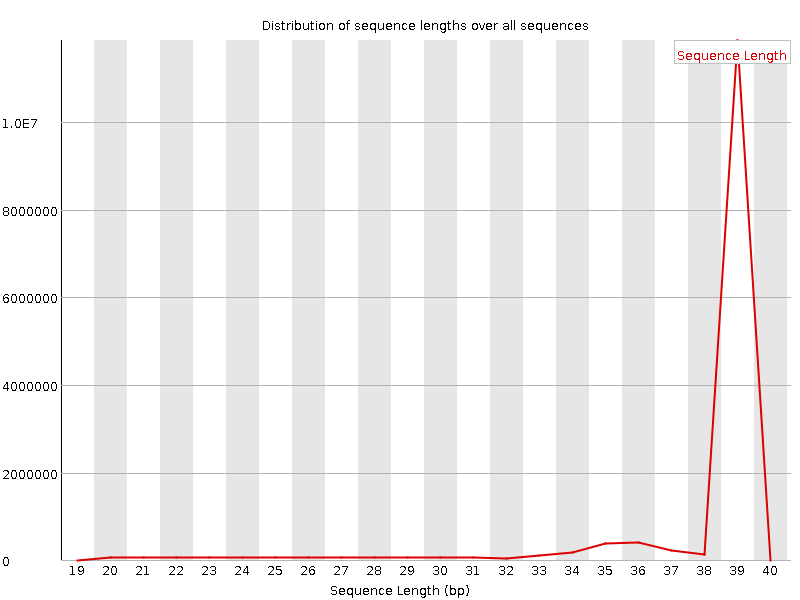 Distribution of sequence lengths over all sequences
Sequence Length
1.0E7
8000000
6000000
4000000
2000000
0
19 20 21 22 23 24 25 26 27 28 29 30 31 32 33 34 35 36 37 38 39 40
Sequence Length (bp)